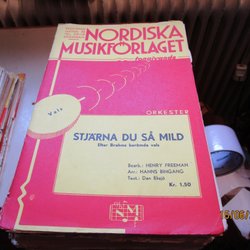 NORDISKA
MUSIKFÖRLAGET
Vals
ORKESTER
STJÄRNA DU SÅ MILD
Efter Brahms berömda vals
Bearb.: HENRY FREEMAN
Arr.: HANNS BINGANG
Text: Dan Eksjö
Kr. 1,50
NM